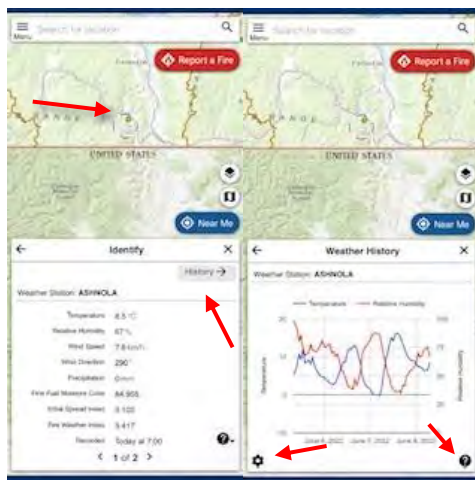 Menu
Search for location
Report a Fire
RANGE
UNITED STATES
Near Me
Identify
History →
Weather Station: ASHNOLA
Temperature 8.5 °C
Relative Humidity 67%
Wind Speed 7.6 km/h
Wind Direction 290°
Precipitation 0 mm
Fine Fuel Moisture Code 84.905
Initial Spread Index 3.102
Fire Weather Index 3.417
Recorded Today at 7:00
1 of 2
Menu
Search for location
Report a Fire
RANGE
UNITED STATES
Near Me
Weather History
Weather Station: ASHNOLA
Temperature
Relative Humidity
Temperature
Relative Humidity
June 6, 2022
June 7, 2022
June 8, 2022